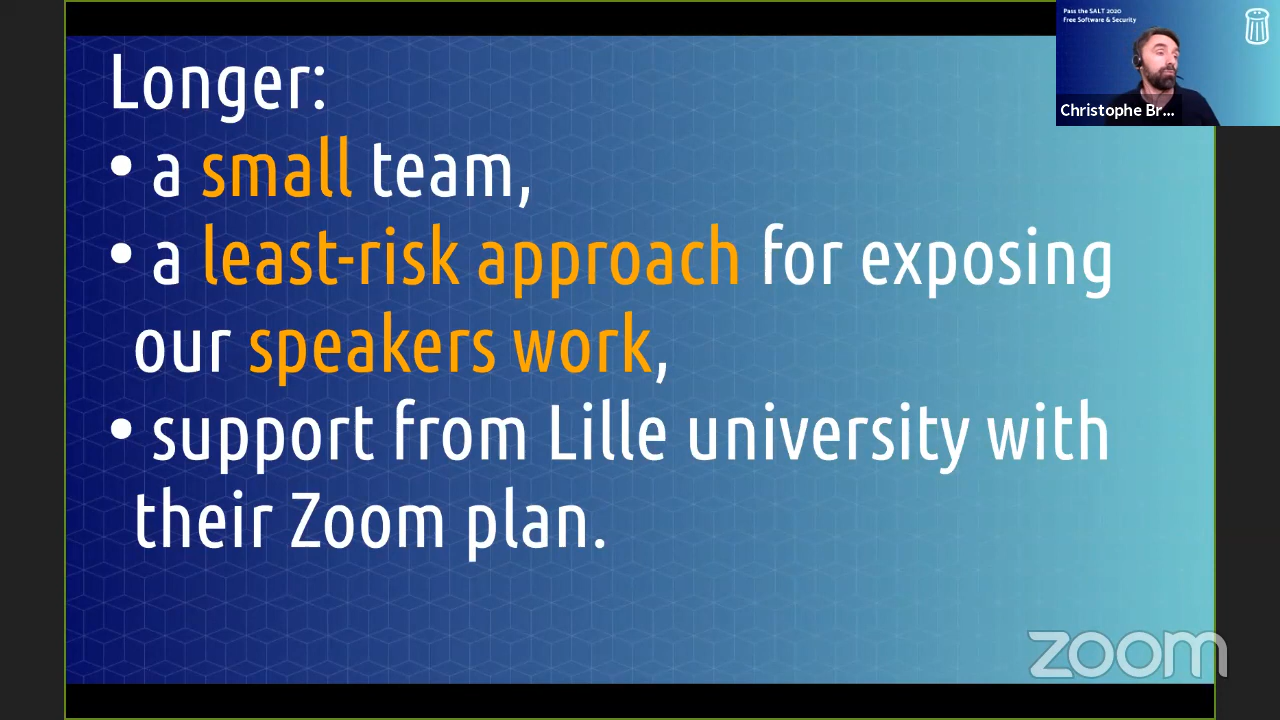 Longer:
• a small team,
• a least-risk approach for exposing
our speakers work,
• support from Lille university with
their Zoom plan.
Pass the SALT 2020
Free Software & Security
Christophe Br...
zoom